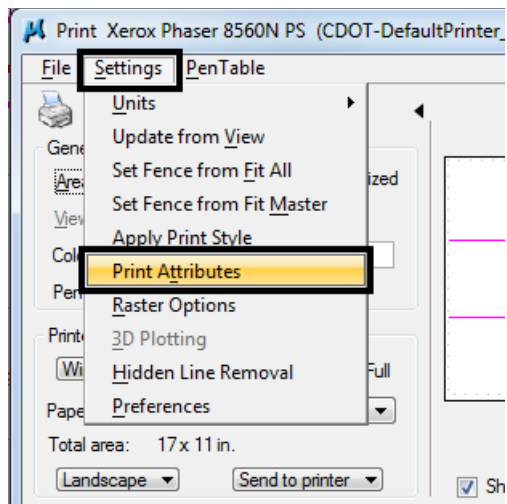 Print Xerox Phaser 8560N PS (CDOT-DefaultPrinter_
File Settings PenTable
Units
Update from View
Set Fence from Fit All
Set Fence from Fit Master
Apply Print Style
Print Attributes
Raster Options
3D Plotting
Hidden Line Removal
Preferences
Total area: 17 x 11 in.
Landscape Send to printer